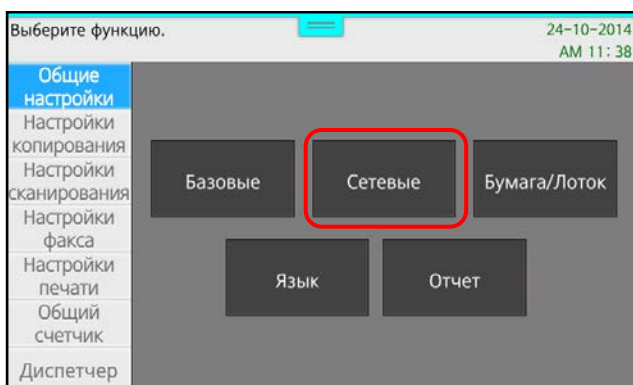 Выберите функцию.
24-10-2014
AM 11:38
Общие
настройки
Настройки
копирования
Настройки
сканирования
Настройки
факса
Настройки
печати
Общий
счетчик
Диспетчер
Базовые
Сетевые
Бумага/Лоток
Язык
Отчет